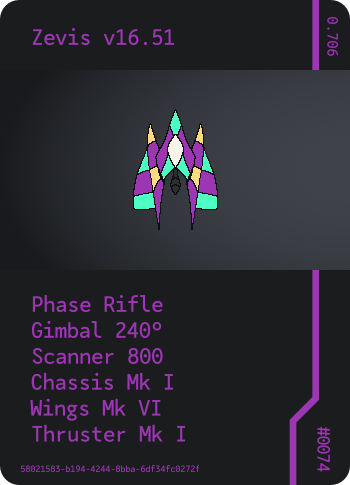 Zevis v16.51
0.706
Phase Rifle
Gimbal 240°
Scanner 800
Chassis Mk I
Wings Mk VI
Thruster Mk I
#0074
58021583-b194-4244-8bba-6df34fc0272f